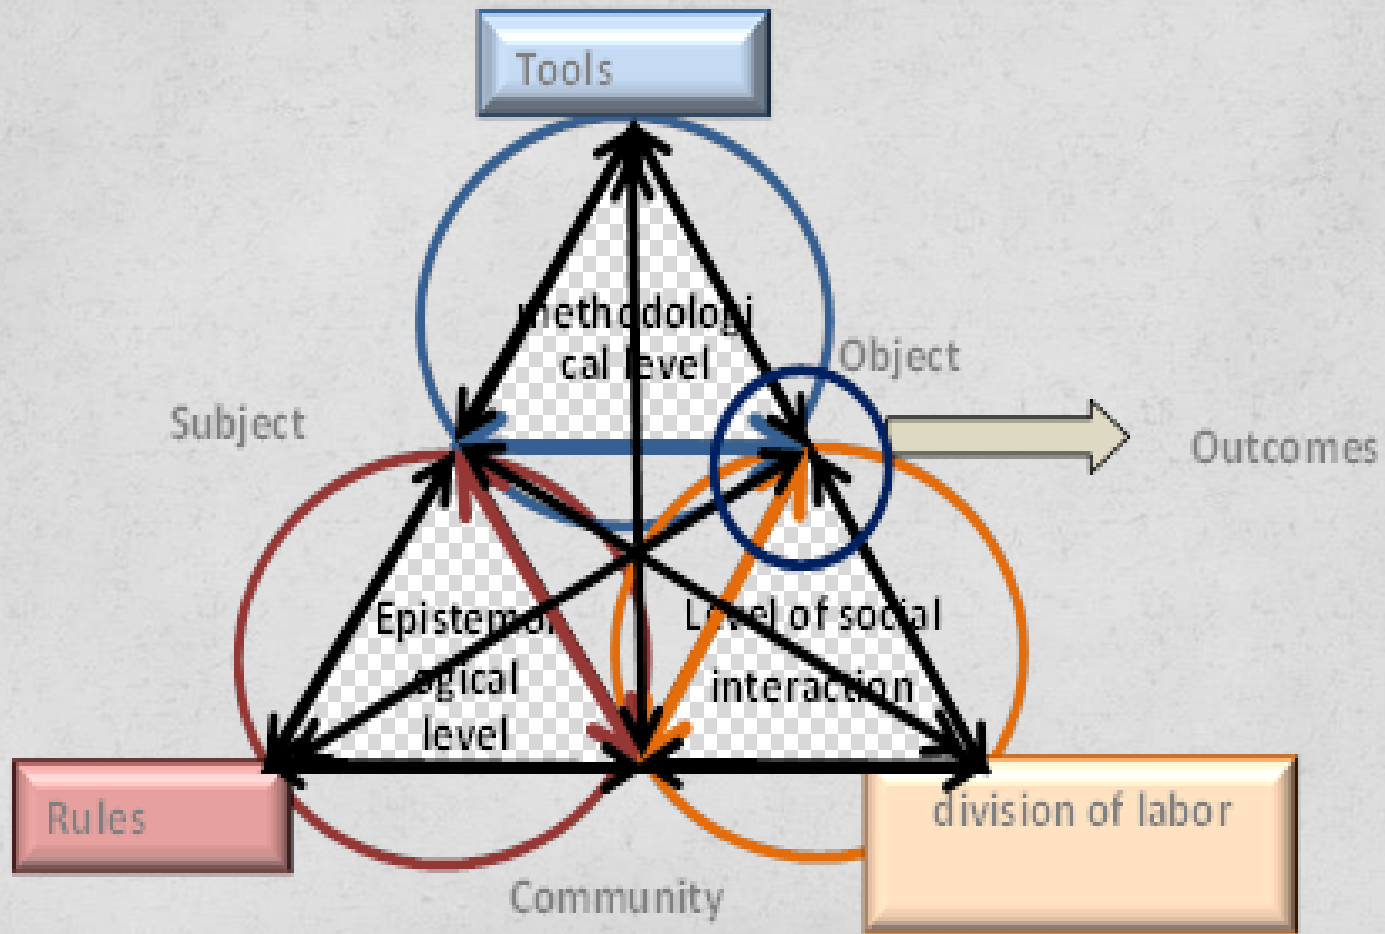 Tools
methodologi
cal level
Object
Subject
Outcomes
Epistemol
ogical
level
Level of social
interaction
Rules
division of labor
Community